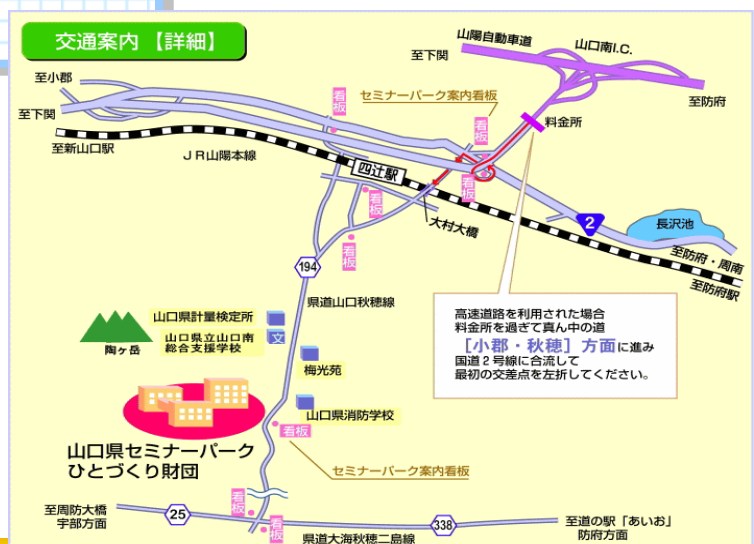 交通案内 【詳細】
山陽自動車道
山口南I.C.
至下関
至防府
至小郡
至下関
看板
セミナーパーク案内看板
看板
料金所
至新山口駅
JR山陽本線
四辻駅
看板
看板
大村大橋
2
長沢池
看板
至防府・周南
至防府駅
194
県道山口秋穂線
高速道路を利用された場合
料金所を過ぎて真ん中の道
［小郡・秋穂］方面に進み
国道2号線に合流して
最初の交差点を左折してください。
山口県計量検定所
山口県立山口南
総合支援学校
文
陶ヶ岳
梅光苑
山口県消防学校
看板
山口県セミナーパーク
ひとづくり財団
セミナーパーク案内看板
看板
至周防大橋
宇部方面
25
看板
県道大海秋穂二島線
338
至道の駅「あいお」
防府方面